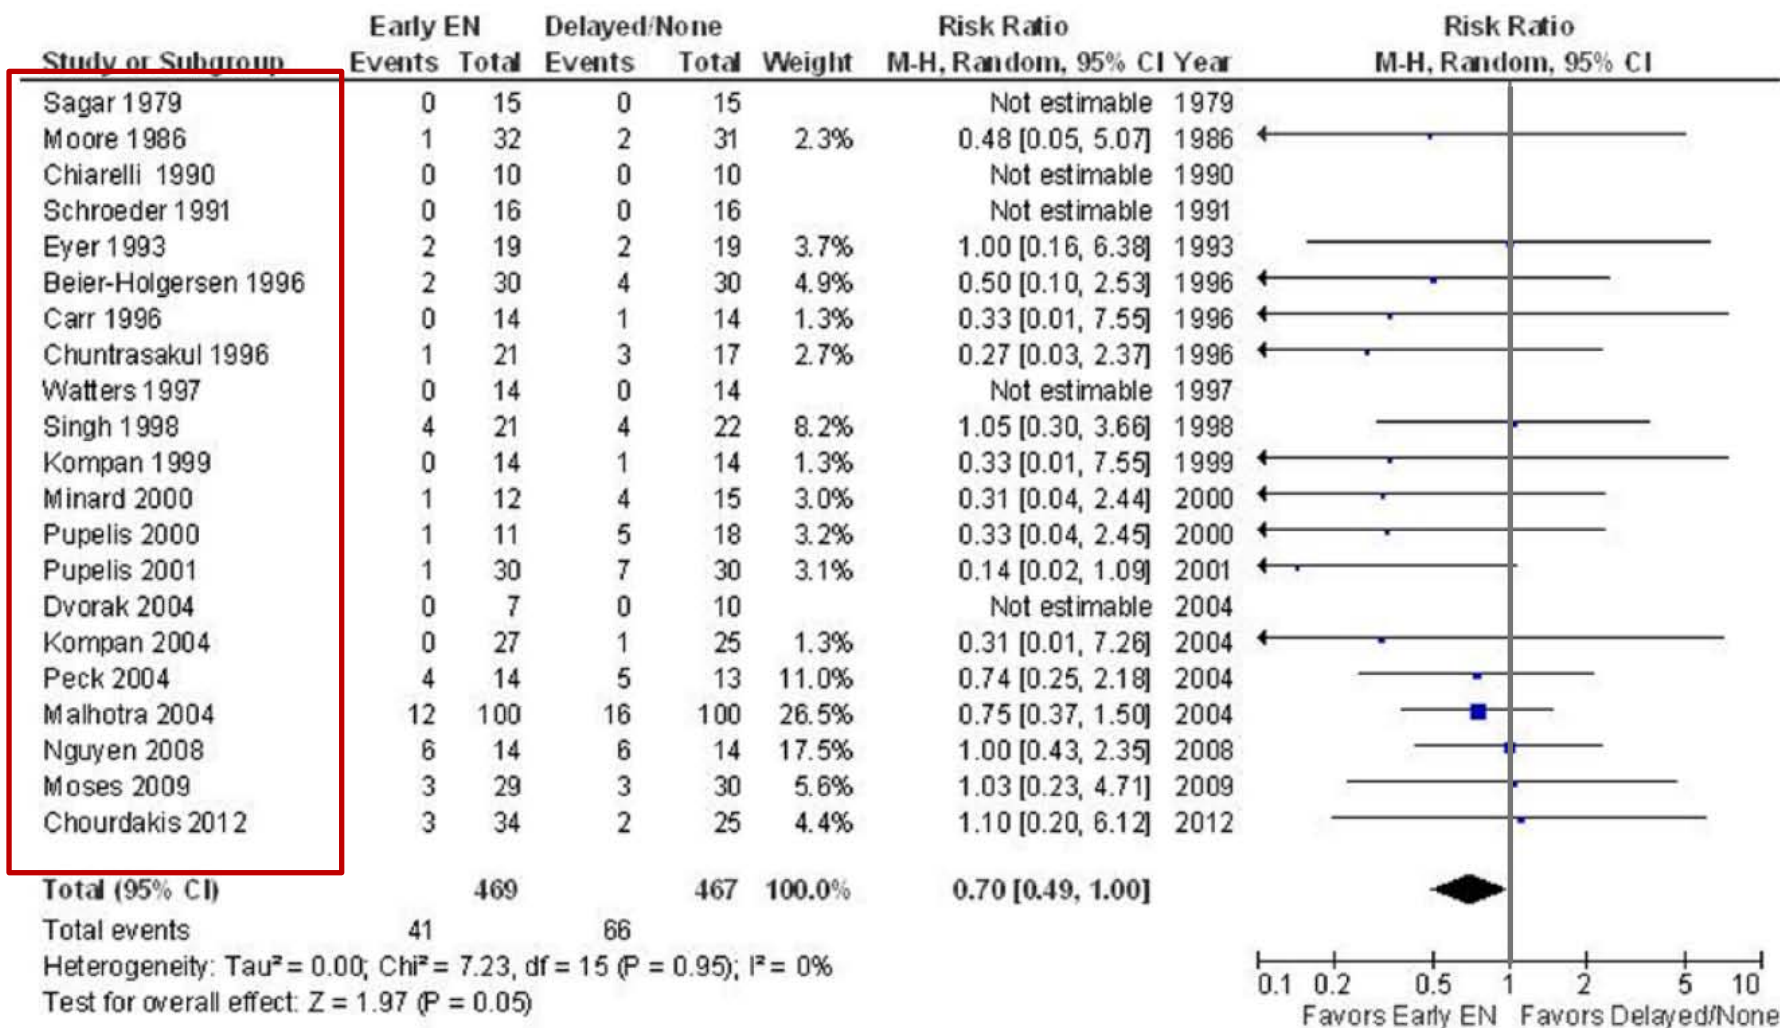 Early EN Delayed/None Risk Ratio Risk Ratio
Study or Subgroup Events Total Events Total Weight M-H, Random, 95% CI Year M-H, Random, 95% CI
Sagar 1979 0 15 0 15 Not estimable 1979
Moore 1986 1 32 2 31 2.3% 0.48 [0.05, 5.07] 1986
Chiarelli 1990 0 10 0 10 Not estimable 1990
Schroeder 1991 0 16 0 16 Not estimable 1991
Eyer 1993 2 19 2 19 3.7% 1.00 [0.16, 6.38] 1993
Beier-Holgersen 1996 2 30 4 30 4.9% 0.50 [0.10, 2.53] 1996
Carr 1996 0 14 1 14 1.3% 0.33 [0.01, 7.55] 1996
Chuntrasakul 1996 1 21 3 17 2.7% 0.27 [0.03, 2.37] 1996
Watters 1997 0 14 0 14 Not estimable 1997
Singh 1998 4 21 4 22 8.2% 1.05 [0.30, 3.66] 1998
Kompan 1999 0 14 1 14 1.3% 0.33 [0.01, 7.55] 1999
Minard 2000 1 12 4 15 3.0% 0.31 [0.04, 2.44] 2000
Pupelis 2000 1 11 5 18 3.2% 0.33 [0.04, 2.45] 2000
Pupelis 2001 1 30 7 30 3.1% 0.14 [0.02, 1.09] 2001
Dvorak 2004 0 7 0 10 Not estimable 2004
Kompan 2004 0 27 1 25 1.3% 0.31 [0.01, 7.26] 2004
Peck 2004 4 14 5 13 11.0% 0.74 [0.25, 2.18] 2004
Malhotra 2004 12 100 16 100 26.5% 0.75 [0.37, 1.50] 2004
Nguyen 2008 6 14 6 14 17.5% 1.00 [0.43, 2.35] 2008
Moses 2009 3 29 3 30 5.6% 1.03 [0.23, 4.71] 2009
Chourdakis 2012 3 34 2 25 4.4% 1.10 [0.20, 6.12] 2012
Total (95% CI) 469 467 100.0% 0.70 [0.49, 1.00]
Total events 41 66
Heterogeneity: Tau² = 0.00; Chi² = 7.23, df = 15 (P = 0.95); I² = 0%
Test for overall effect: Z = 1.97 (P = 0.05)
0.1 0.2 0.5 1 2 5 10
Favors Early EN Favors Delayed/None